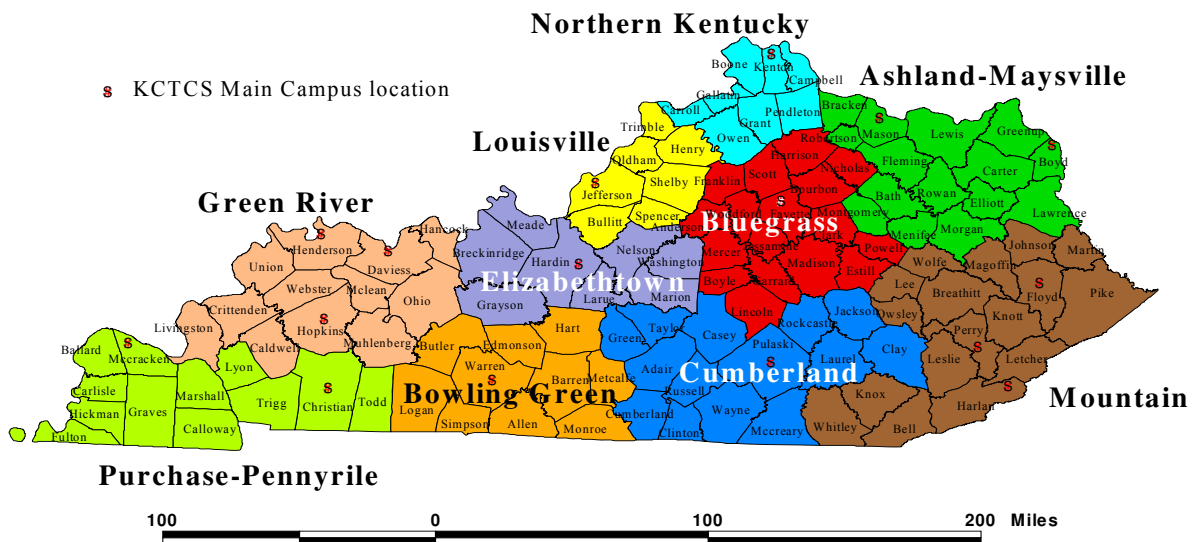 Northern Kentucky
S KCTCS Main Campus location
Ashland-Maysville
Louisville
Green River
Bluegrass
Elizabethtown
Bowling Green
Cumberland
Mountain
Purchase-Pennyrile
Boone
Kenton
Campbell
Gallatin
Carroll
Grant
Pendleton
Owen
Bracken
Mason
Lewis
Greenup
Boyd
Robertson
Fleming
Carter
Rowan
Elliott
Bath
Lawrence
Menifee
Morgan
Montgomery
Trimble
Henry
Oldham
Shelby
Jefferson
Spencer
Bullitt
Harrison
Nicholas
Scott
Franklin
Bourbon
Woodford
Fayette
Anderson
Clark
Powell
Mercer
Jessamine
Madison
Estill
Boyle
Garrard
Lincoln
Meade
Breckinridge
Hardin
Nelson
Washington
Grayson
Larue
Marion
Hancock
Henderson
Union
Daviess
Webster
Mclean
Ohio
Crittenden
Livingston
Hopkins
Caldwell
Muhlenberg
Ballard
Mccracken
Lyon
Carlisle
Marshall
Trigg
Christian
Todd
Hickman
Graves
Calloway
Fulton
Butler
Edmonson
Hart
Warren
Barren
Metcalfe
Logan
Simpson
Allen
Monroe
Green
Taylor
Casey
Rockcastle
Jackson
Pulaski
Laurel
Clay
Adair
Russell
Cumberland
Wayne
Clinton
Mccreary
Johnson
Martin
Wolfe
Magoffin
Lee
Breathitt
Floyd
Pike
Owsley
Knott
Perry
Leslie
Letcher
Knox
Harlan
Whitley
Bell
100 0 100 200 Miles